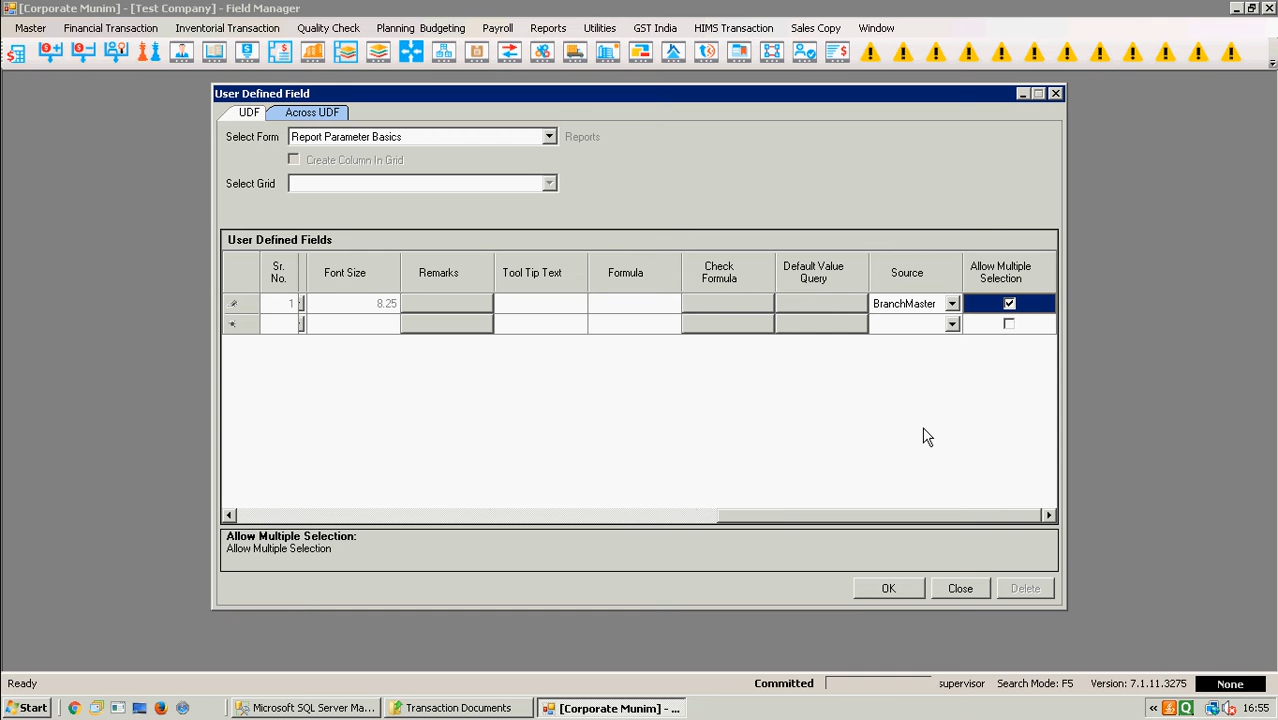 [Corporate Munim] - [Test Company] - Field Manager
Master Financial Transaction Inventorial Transaction Quality Check Planning Budgeting Payroll Reports Utilities GST India HIMS Transaction Sales Copy Window
User Defined Field
UDF Across UDF
Select Form Report Parameter Basics Reports
Create Column In Grid
Select Grid
User Defined Fields
Sr. No. Font Size Remarks Tool Tip Text Formula Check Formula Default Value Query Source Allow Multiple Selection
1 8.25 BranchMaster
Allow Multiple Selection:
Allow Multiple Selection
OK Close Delete
Ready Committed supervisor Search Mode: F5 Version: 7.1.11.3275 None
Start Microsoft SQL Server Ma... Transaction Documents [Corporate Munim] - ... « 16:55